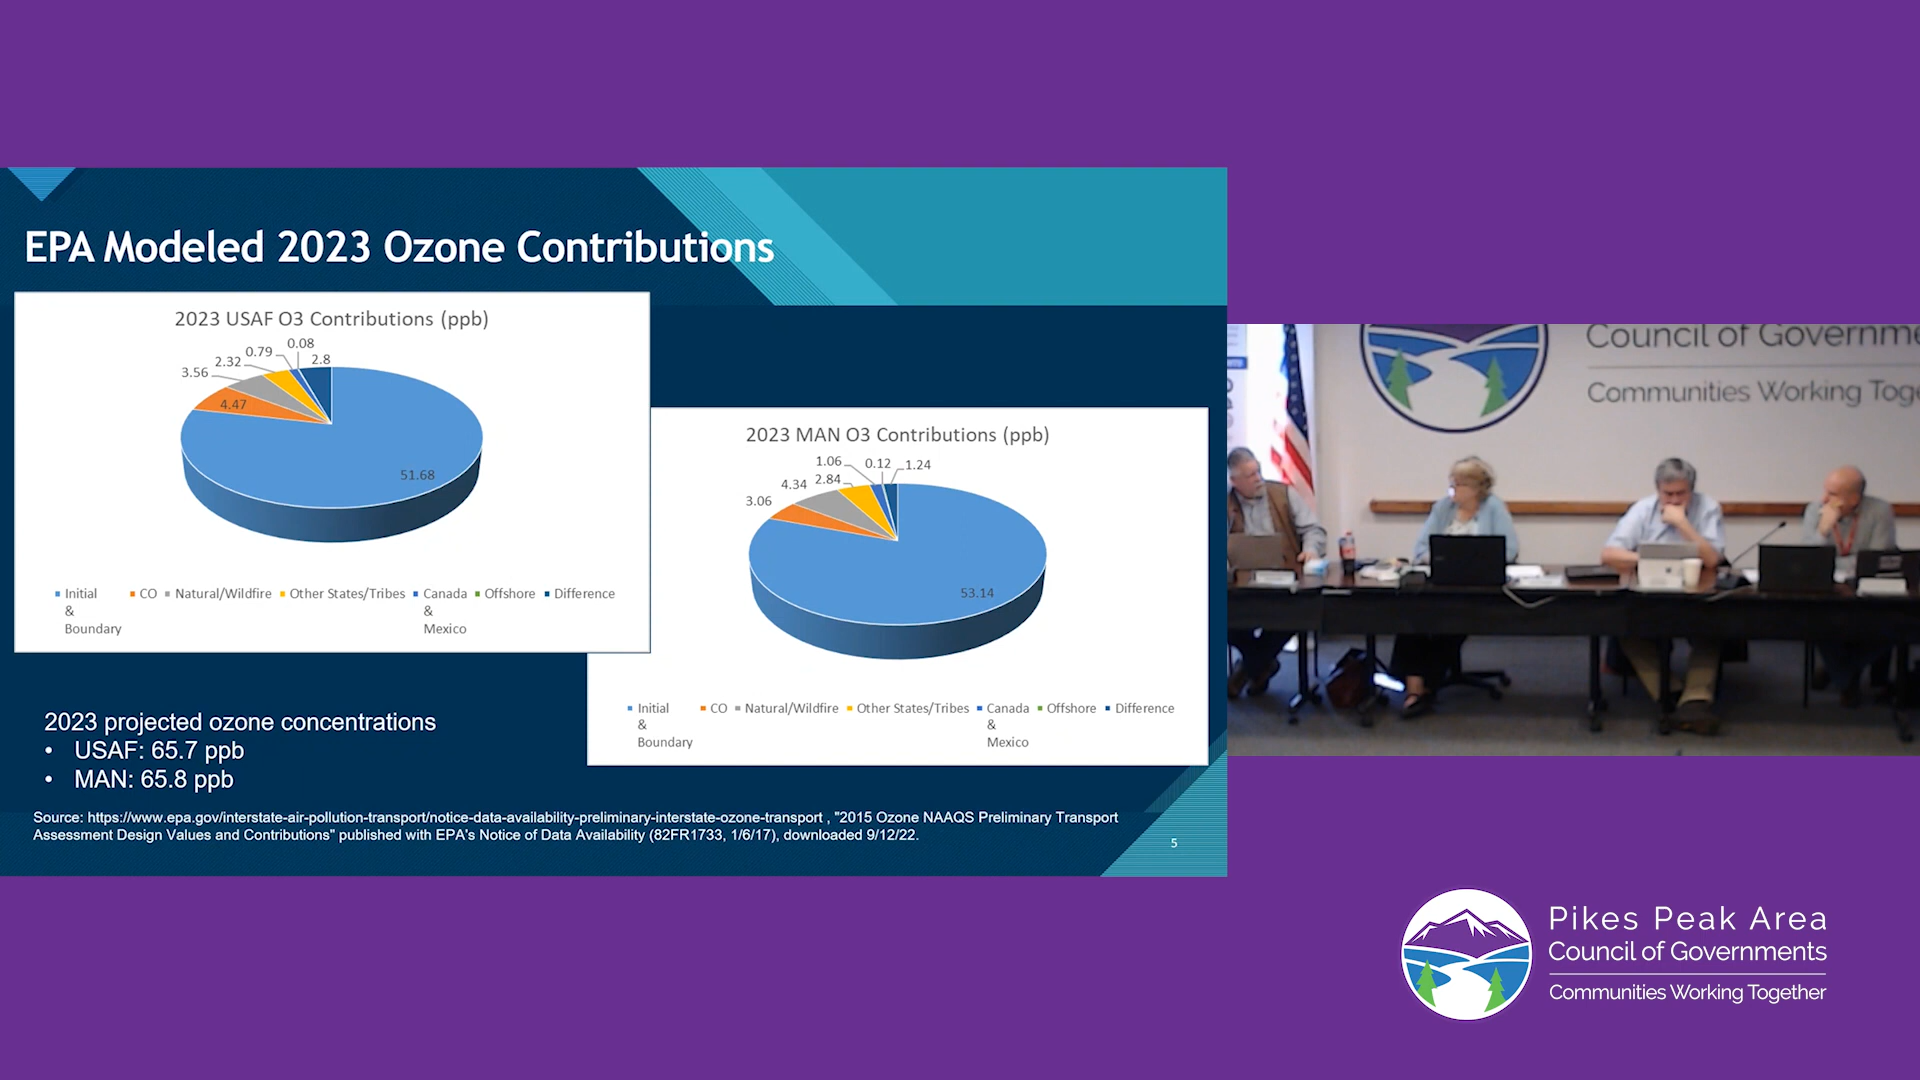 EPA Modeled 2023 Ozone Contributions
2023 USAF O3 Contributions (ppb)
0.08
0.79
2.8
2.32
3.56
4.47
51.68
Initial & Boundary
CO
Natural/Wildfire
Other States/Tribes
Canada & Mexico
Offshore
Difference
2023 MAN O3 Contributions (ppb)
1.06
0.12
1.24
4.34
2.84
3.06
53.14
Initial & Boundary
CO
Natural/Wildfire
Other States/Tribes
Canada & Mexico
Offshore
Difference
2023 projected ozone concentrations
• USAF: 65.7 ppb
• MAN: 65.8 ppb
Source: https://www.epa.gov/interstate-air-pollution-transport/notice-data-availability-preliminary-interstate-ozone-transport , "2015 Ozone NAAQS Preliminary Transport
Assessment Design Values and Contributions" published with EPA's Notice of Data Availability (82FR1733, 1/6/17), downloaded 9/12/22.
5
Council of Governme
Communities Working Toge
Pikes Peak Area
Council of Governments
Communities Working Together